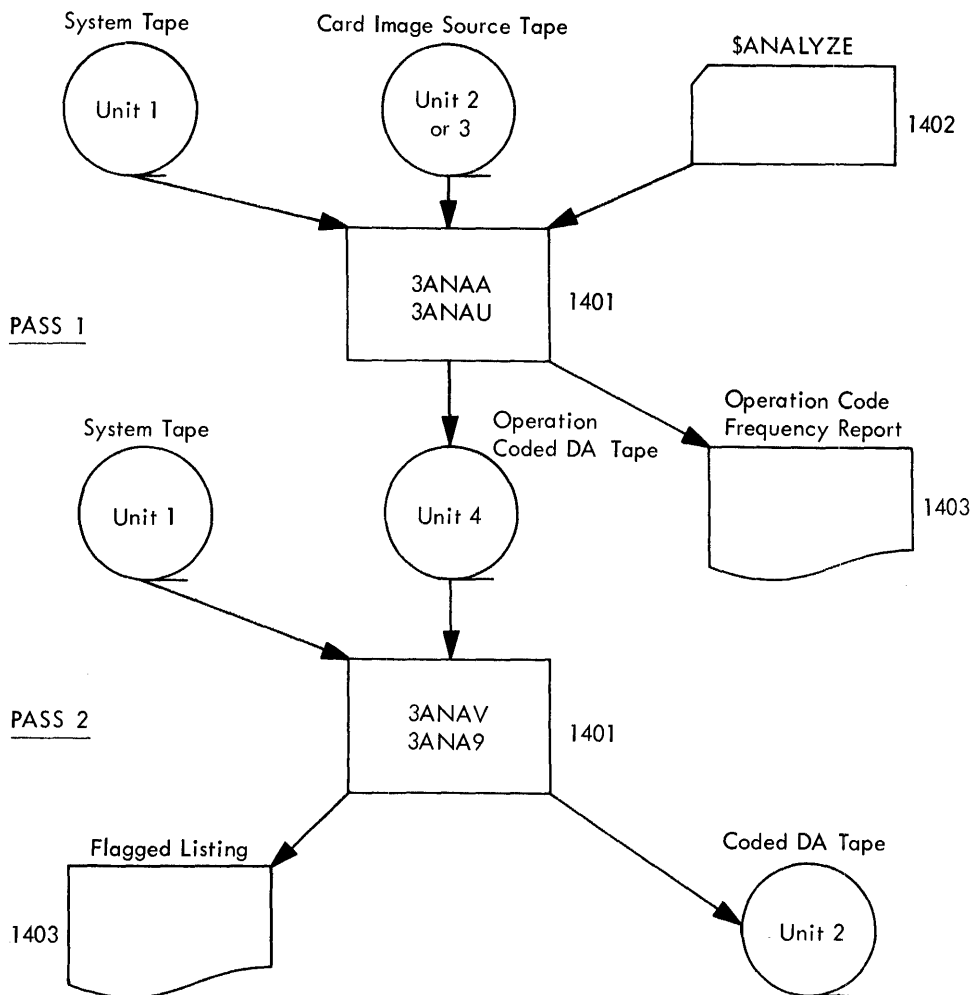 System Tape
Card Image Source Tape
$ANALYZE
Unit 1
Unit 2
or 3
1402
3ANAA
3ANAU
1401
PASS 1
Operation
Coded DA Tape
Operation Code
Frequency Report
System Tape
Unit 1
Unit 4
1403
PASS 2
3ANAV
3ANA9
1401
Flagged Listing
Coded DA Tape
1403
Unit 2